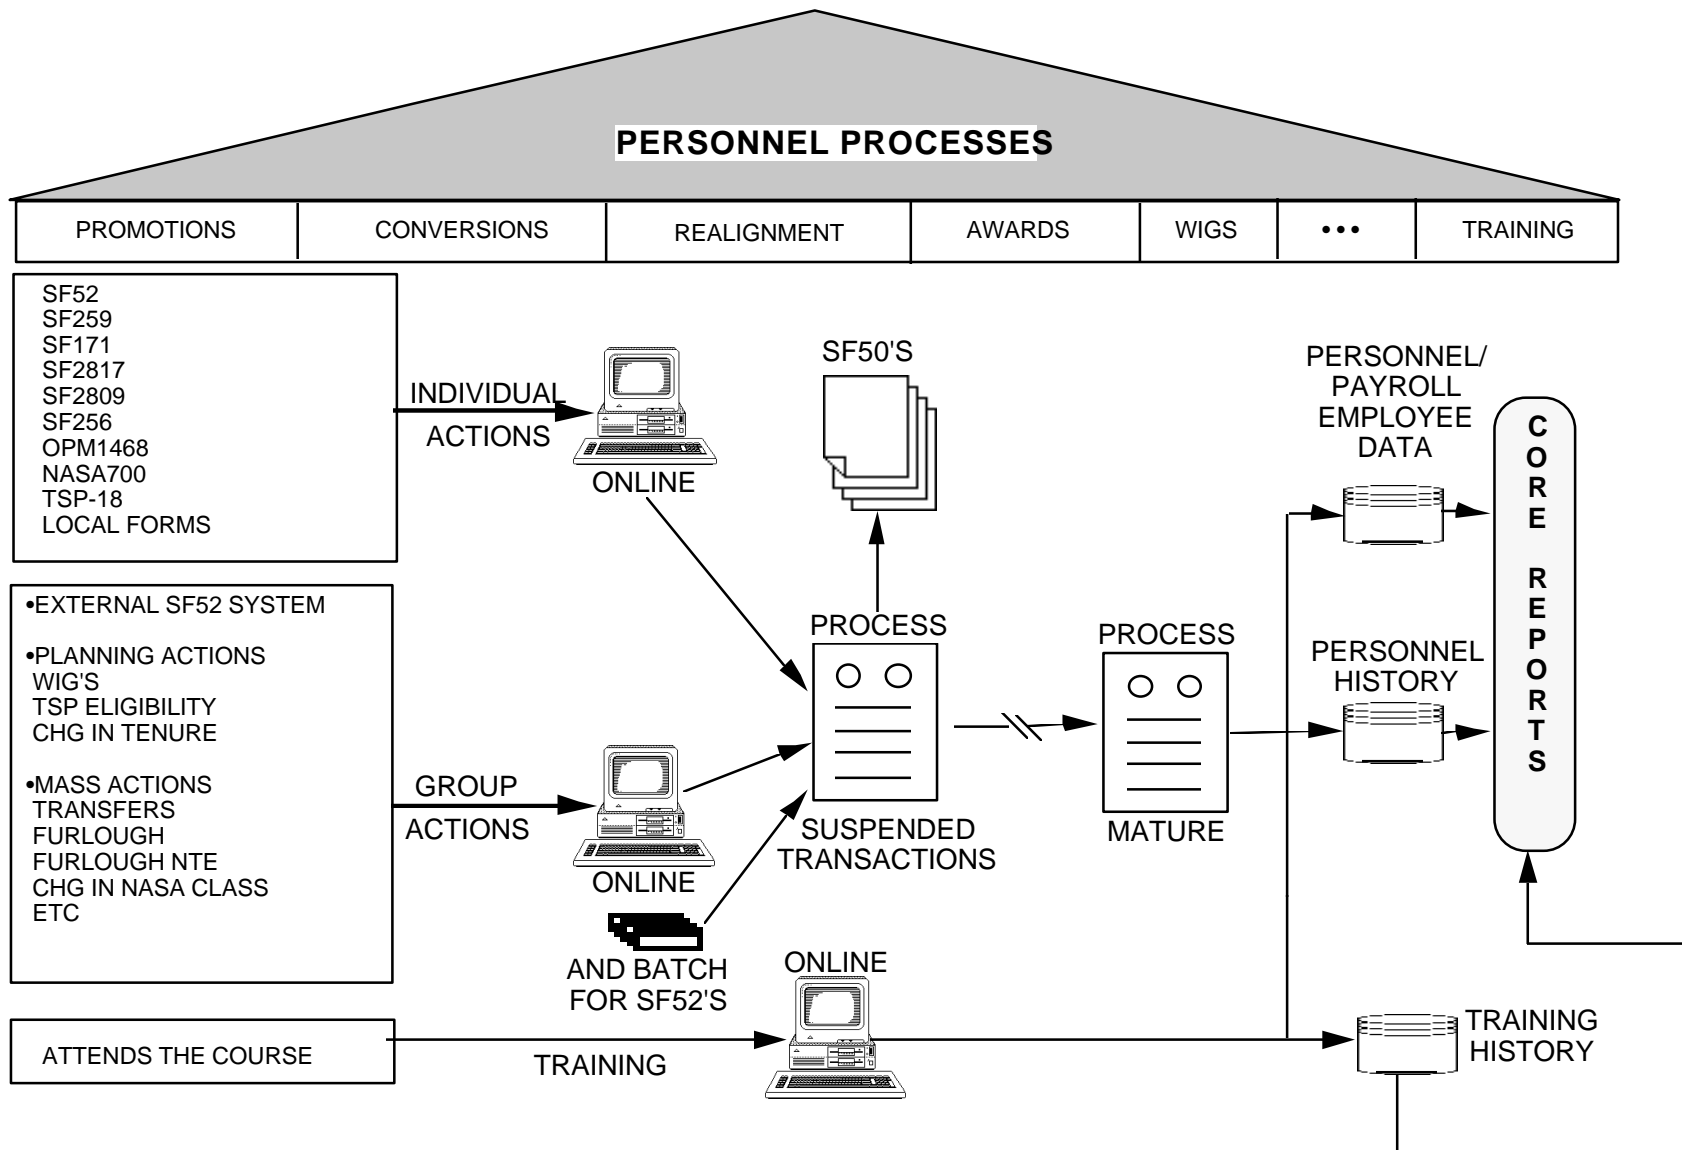 PERSONNEL PROCESSES
PROMOTIONS
CONVERSIONS
REALIGNMENT
AWARDS
WIGS
•••
TRAINING
SF52
SF259
SF171
SF2817
SF2809
SF256
OPM1468
NASA700
TSP-18
LOCAL FORMS
INDIVIDUAL
ACTIONS
ONLINE
SF50'S
PERSONNEL/
PAYROLL
EMPLOYEE
DATA
CORE REPORTS
•EXTERNAL SF52 SYSTEM
•PLANNING ACTIONS
WIG'S
TSP ELIGIBILITY
CHG IN TENURE
•MASS ACTIONS
TRANSFERS
FURLOUGH
FURLOUGH NTE
CHG IN NASA CLASS
ETC
GROUP
ACTIONS
ONLINE
AND BATCH
FOR SF52'S
PROCESS
SUSPENDED
TRANSACTIONS
PROCESS
MATURE
PERSONNEL
HISTORY
ATTENDS THE COURSE
TRAINING
ONLINE
TRAINING
HISTORY